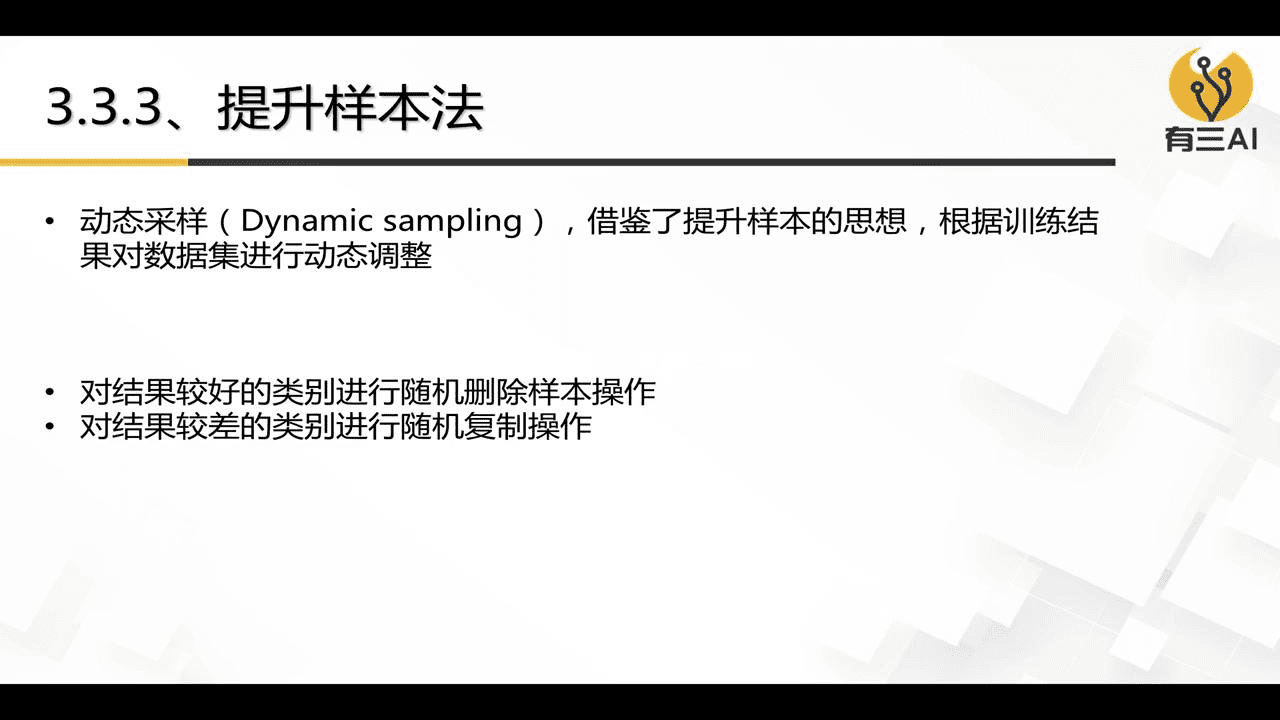 3.3.3、提升样本法
有三AI
• 动态采样（Dynamic sampling），借鉴了提升样本的思想，根据训练结
果对数据集进行动态调整
• 对结果较好的类别进行随机删除样本操作
• 对结果较差的类别进行随机复制操作